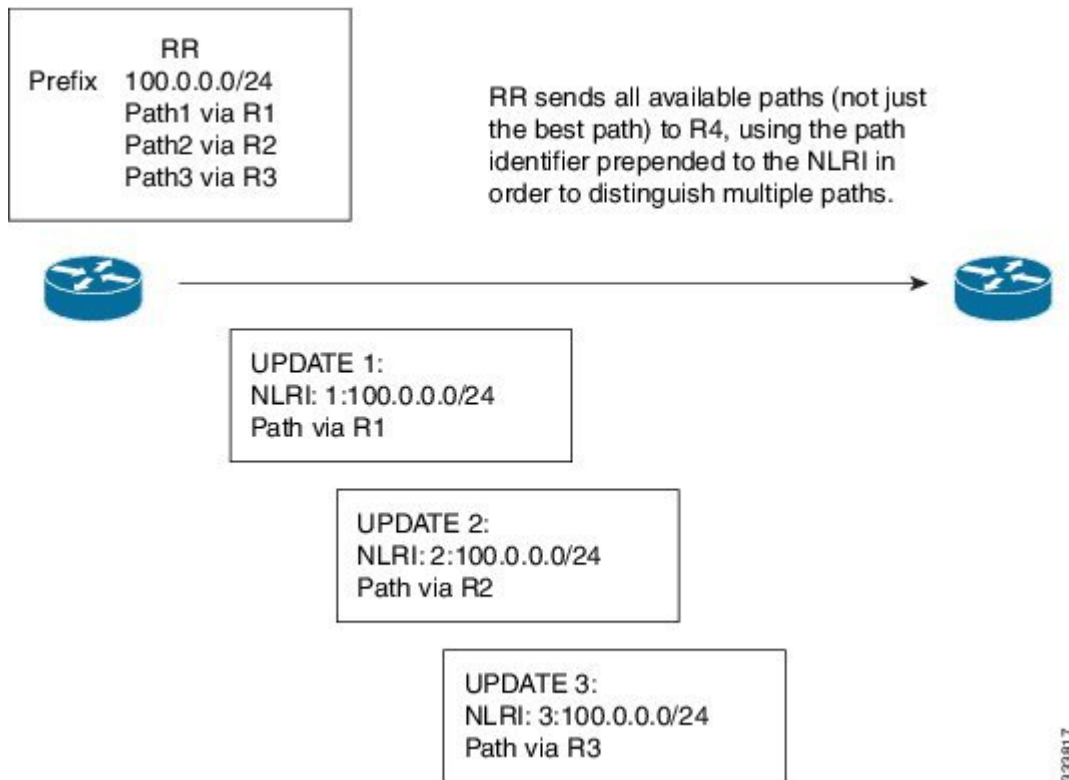 RR
Prefix 100.0.0.0/24
Path1 via R1
Path2 via R2
Path3 via R3
RR sends all available paths (not just
the best path) to R4, using the path
identifier prepended to the NLRI in
order to distinguish multiple paths.
UPDATE 1:
NLRI: 1:100.0.0.0/24
Path via R1
UPDATE 2:
NLRI: 2:100.0.0.0/24
Path via R2
UPDATE 3:
NLRI: 3:100.0.0.0/24
Path via R3